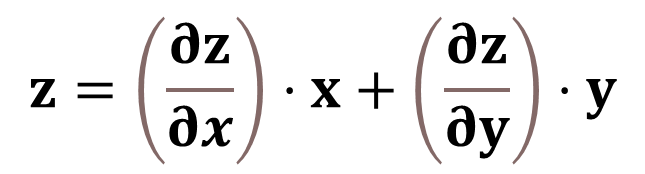 z = (∂z/∂x) · x + (∂z/∂y) · y